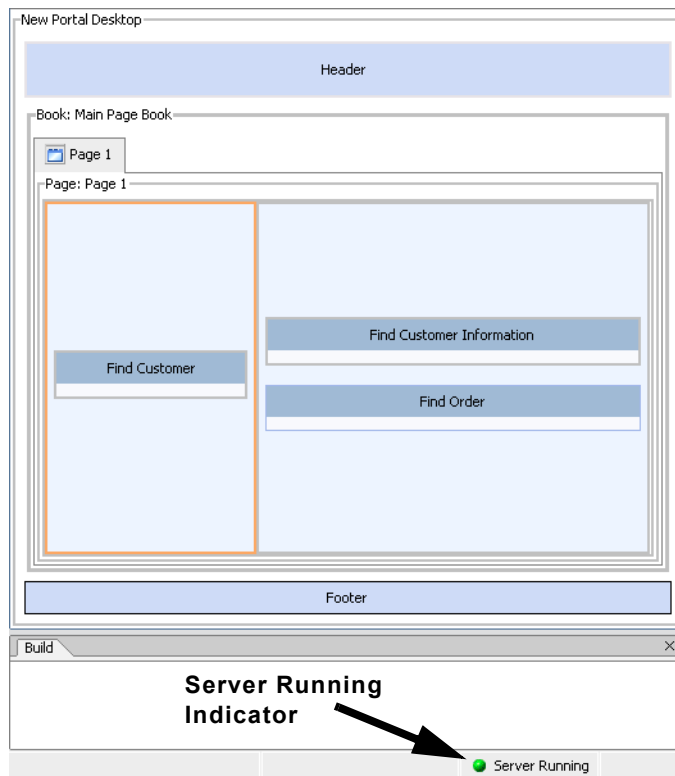 New Portal Desktop
Header
Book: Main Page Book
Page 1
Page: Page 1
Find Customer Information
Find Customer
Find Order
Footer
Build
Server Running
Indicator
Server Running